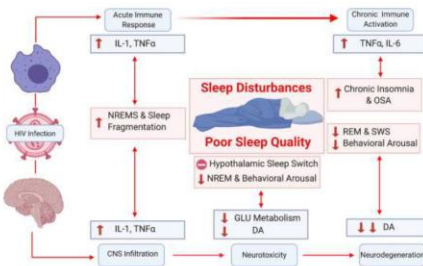 Acute Immune
Response
Chronic Immune
Activation
IL-1, TNFα
TNFα, IL-6
Sleep Disturbances
Poor Sleep Quality
Chronic Insomnia
& OSA
HIV Infection
NREMS & Sleep
Fragmentation
REM & SWS
Behavioral Arousal
Hypothalamic Sleep Switch
NREM & Behavioral Arousal
IL-1, TNFα
GLU Metabolism
DA
DA
CNS Infiltration
Neurotoxicity
Neurodegeneration